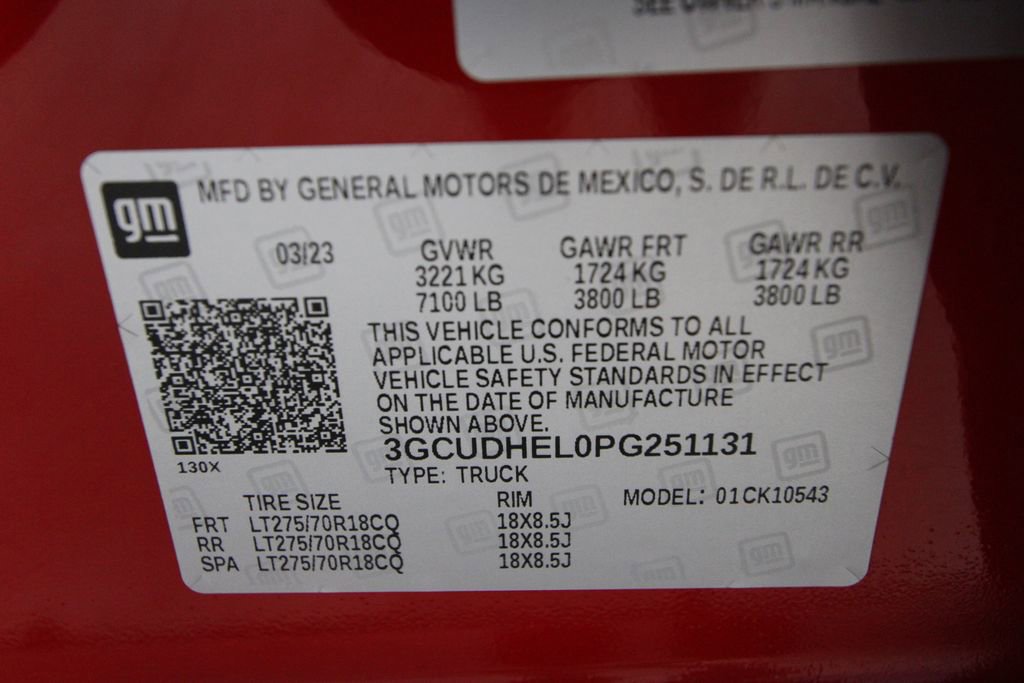 gm
MFD BY GENERAL MOTORS DE MEXICO, S. DE R.L. DE C.V.
03/23 GVWR GAWR FRT GAWR RR
3221 KG 1724 KG 1724 KG
7100 LB 3800 LB 3800 LB
THIS VEHICLE CONFORMS TO ALL
APPLICABLE U.S. FEDERAL MOTOR
VEHICLE SAFETY STANDARDS IN EFFECT
ON THE DATE OF MANUFACTURE
SHOWN ABOVE.
3GCUDHEL0PG251131
130X
TYPE: TRUCK
TIRE SIZE RIM MODEL: 01CK10543
FRT LT275/70R18CQ 18X8.5J
RR LT275/70R18CQ 18X8.5J
SPA LT275/70R18CQ 18X8.5J